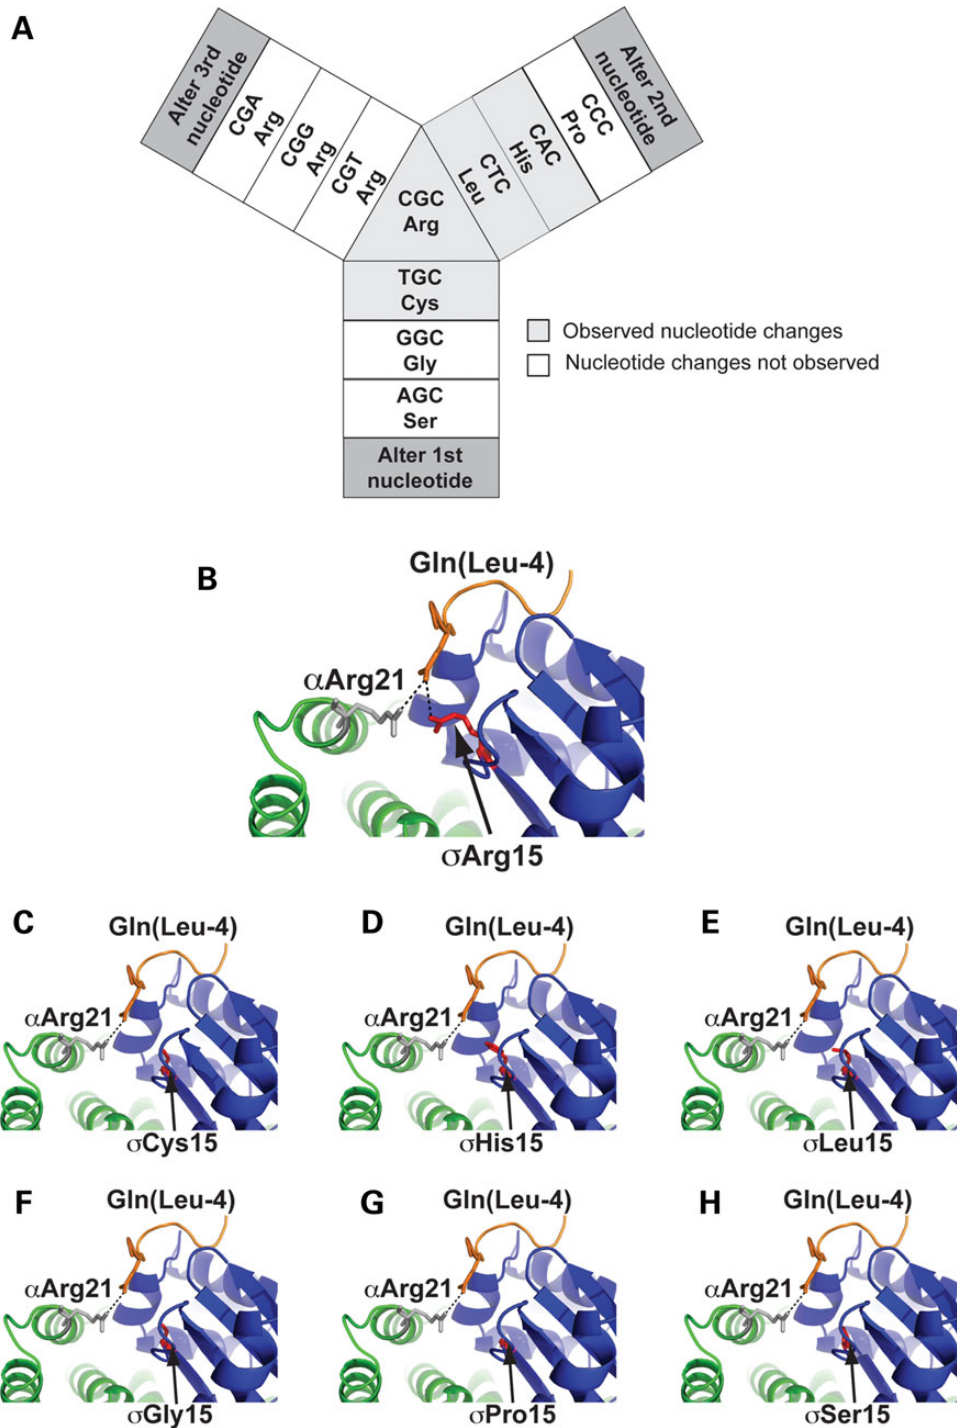 A
Alter 3rd
nucleotide
CGA
Arg
CGG
Arg
CGT
Arg
CGC
Arg
CTC
Leu
CAC
His
CCC
Pro
Alter 2nd
nucleotide
TGC
Cys
GGC
Gly
AGC
Ser
Alter 1st
nucleotide
Observed nucleotide changes
Nucleotide changes not observed
B
Gln(Leu-4)
αArg21
σArg15
C
Gln(Leu-4)
αArg21
σCys15
D
Gln(Leu-4)
αArg21
σHis15
E
Gln(Leu-4)
αArg21
σLeu15
F
Gln(Leu-4)
αArg21
σGly15
G
Gln(Leu-4)
αArg21
σPro15
H
Gln(Leu-4)
αArg21
σSer15